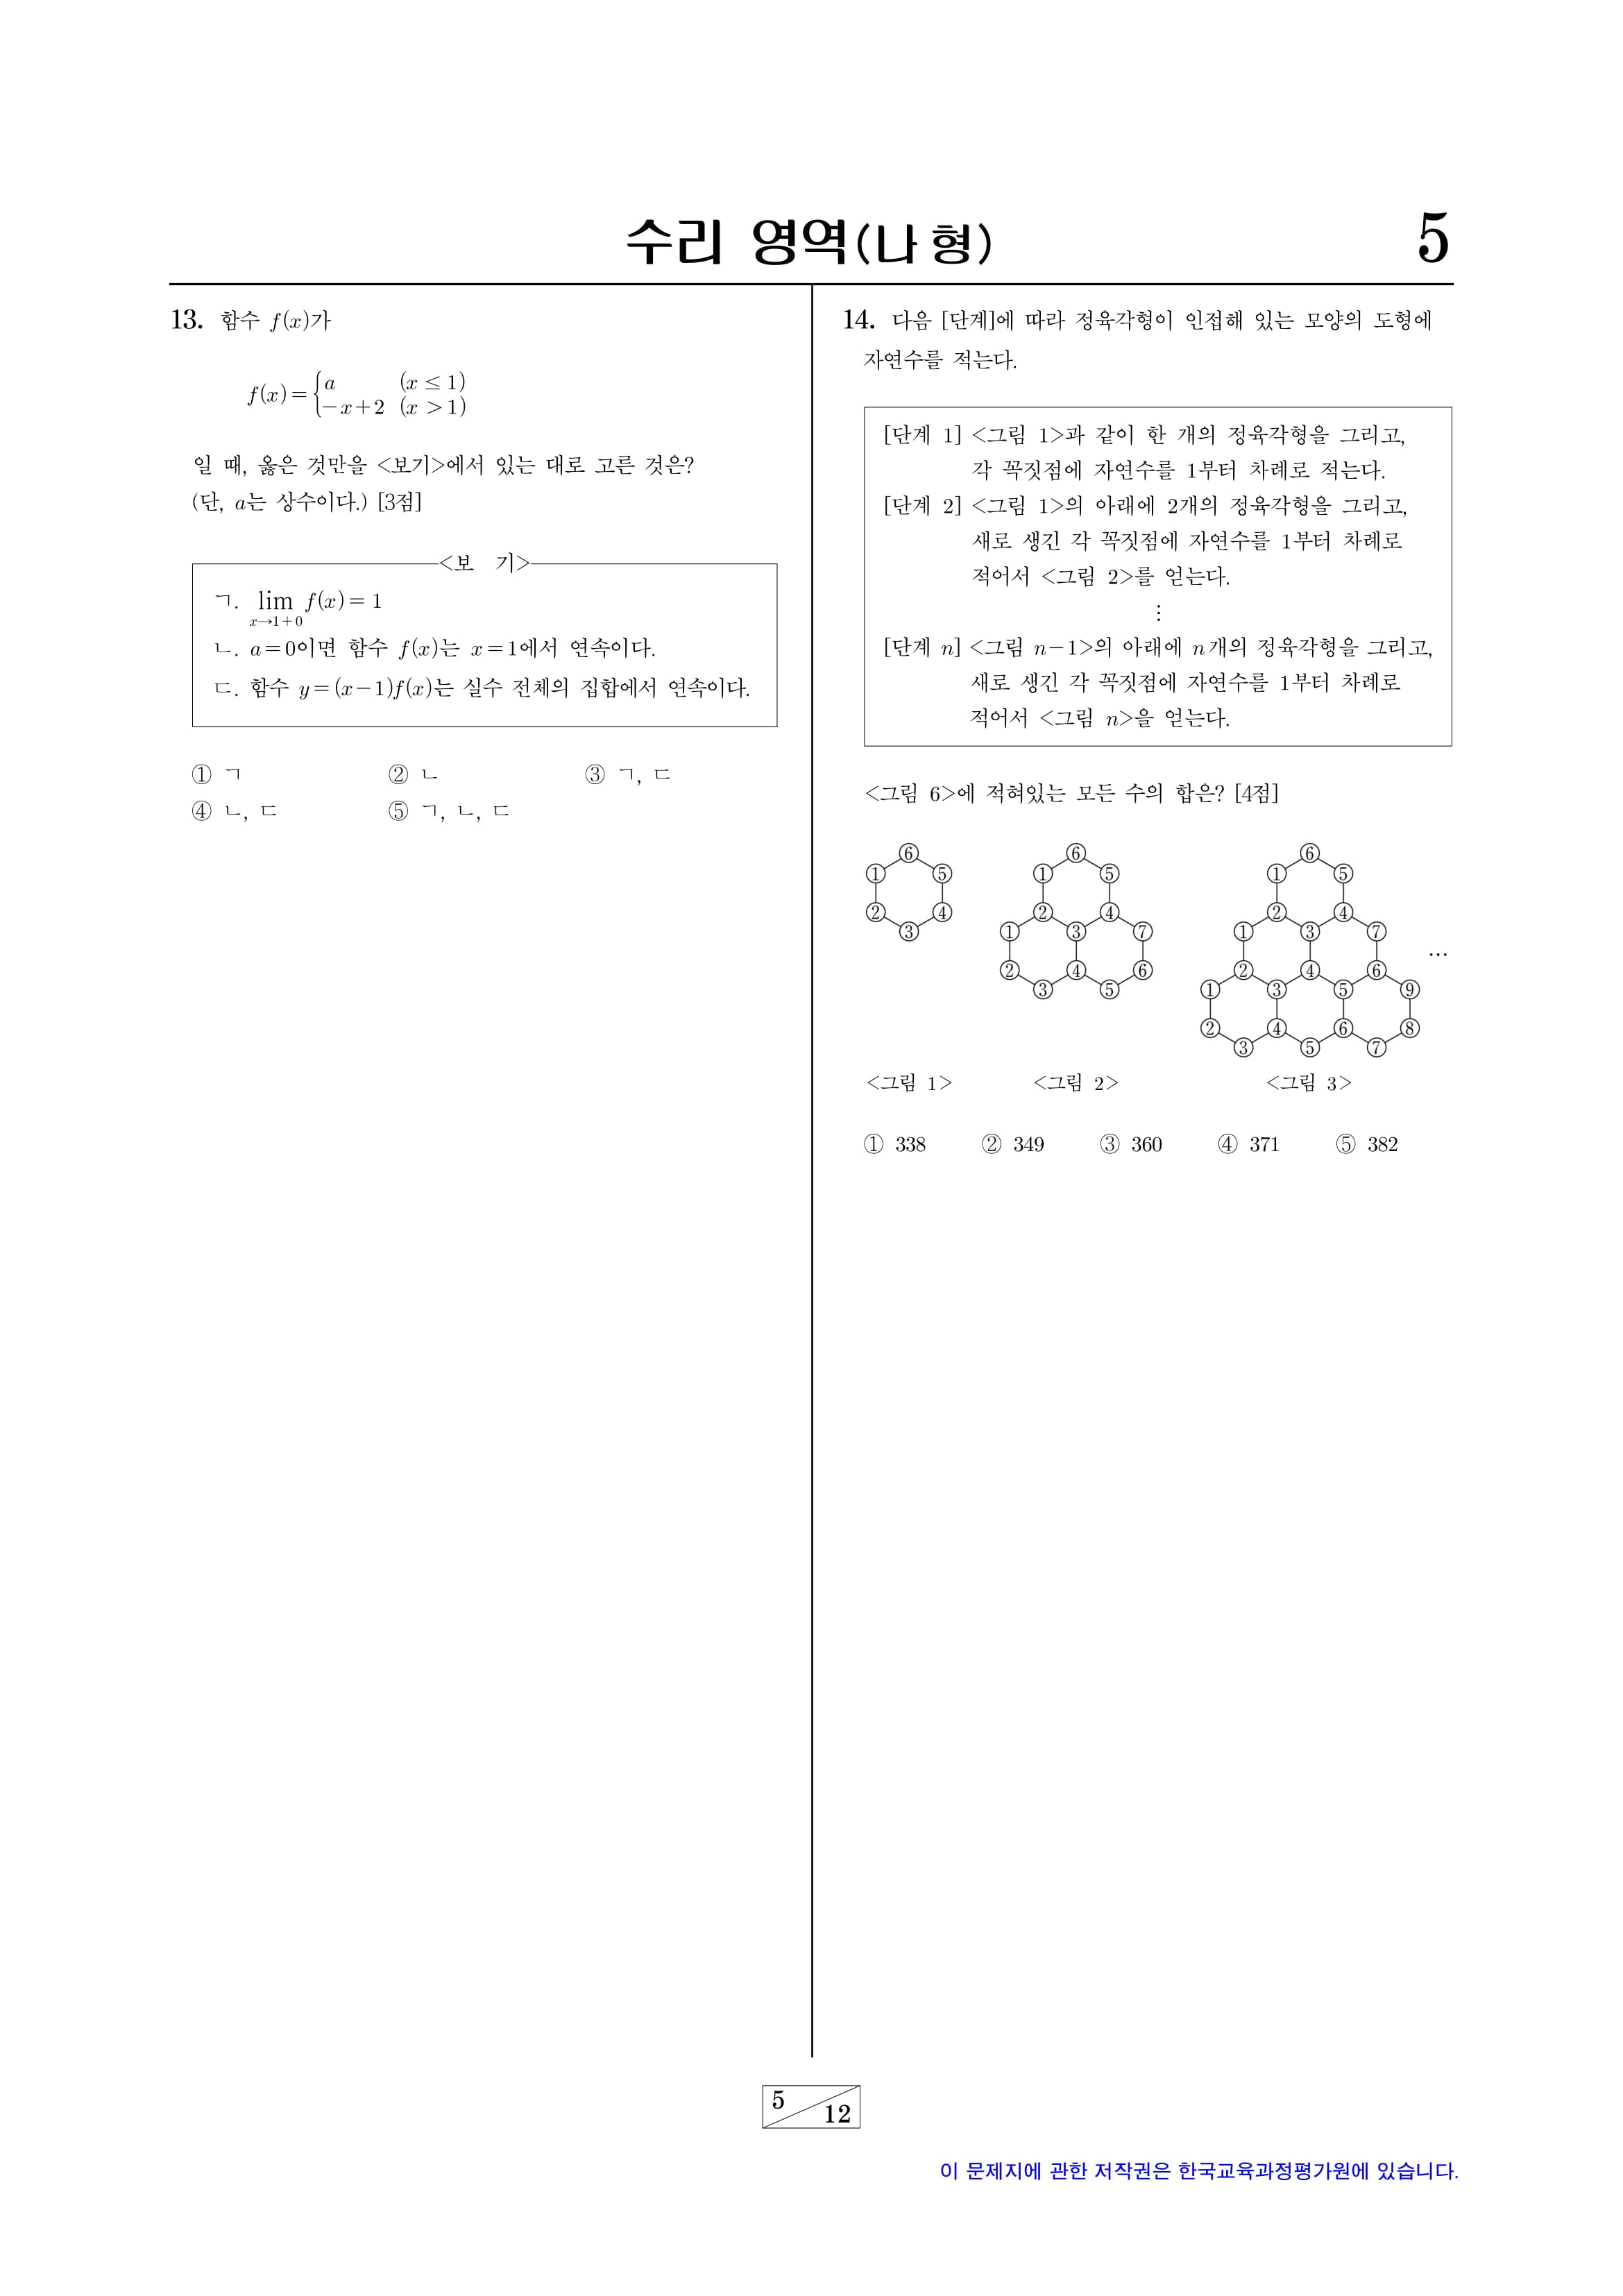 수리 영역(나 형)
5
13. 함수 f(x)가
f(x)={a (x ≤ 1)
-x+2 (x > 1)
일 때, 옳은 것만을 <보기>에서 있는 대로 고른 것은?
(단, a는 상수이다.) [3점]
<보 기>
ㄱ. lim f(x)=1
x→1+0
ㄴ. a=0이면 함수 f(x)는 x=1에서 연속이다.
ㄷ. 함수 y=(x-1)f(x)는 실수 전체의 집합에서 연속이다.
① ㄱ ② ㄴ ③ ㄱ, ㄷ
④ ㄴ, ㄷ ⑤ ㄱ, ㄴ, ㄷ
14. 다음 [단계]에 따라 정육각형이 인접해 있는 모양의 도형에
자연수를 적는다.
[단계 1] <그림 1>과 같이 한 개의 정육각형을 그리고,
각 꼭짓점에 자연수를 1부터 차례로 적는다.
[단계 2] <그림 1>의 아래에 2개의 정육각형을 그리고,
새로 생긴 각 꼭짓점에 자연수를 1부터 차례로
적어서 <그림 2>를 얻는다.
⋮
[단계 n] <그림 n-1>의 아래에 n개의 정육각형을 그리고,
새로 생긴 각 꼭짓점에 자연수를 1부터 차례로
적어서 <그림 n>을 얻는다.
<그림 6>에 적혀있는 모든 수의 합은? [4점]
⑥
① ⑤
② ④
③
⑥
① ⑤
② ④
① ③ ⑦
② ④ ⑥
③ ⑤
⑥
① ⑤
② ④
① ③ ⑦
② ④ ⑥
① ③ ⑤ ⑨
② ④ ⑥ ⑧
③ ⑤ ⑦
…
<그림 1> <그림 2> <그림 3>
① 338 ② 349 ③ 360 ④ 371 ⑤ 382
5
12
이 문제지에 관한 저작권은 한국교육과정평가원에 있습니다.